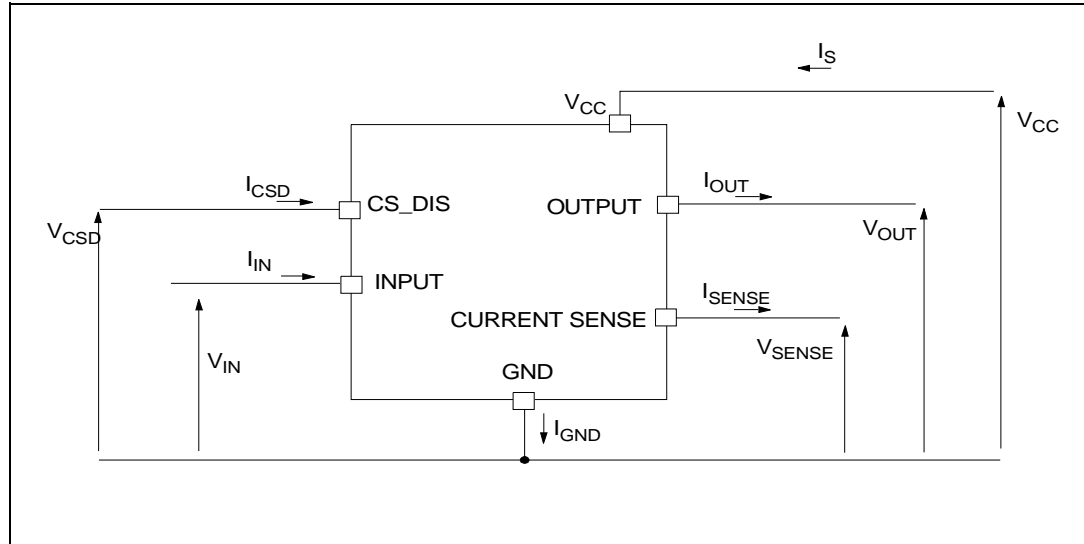 I_S
V_CC
V_CC
I_CSD
CS_DIS
OUTPUT
I_OUT
V_CSD
V_OUT
I_IN
INPUT
I_SENSE
CURRENT SENSE
V_IN
V_SENSE
GND
I_GND